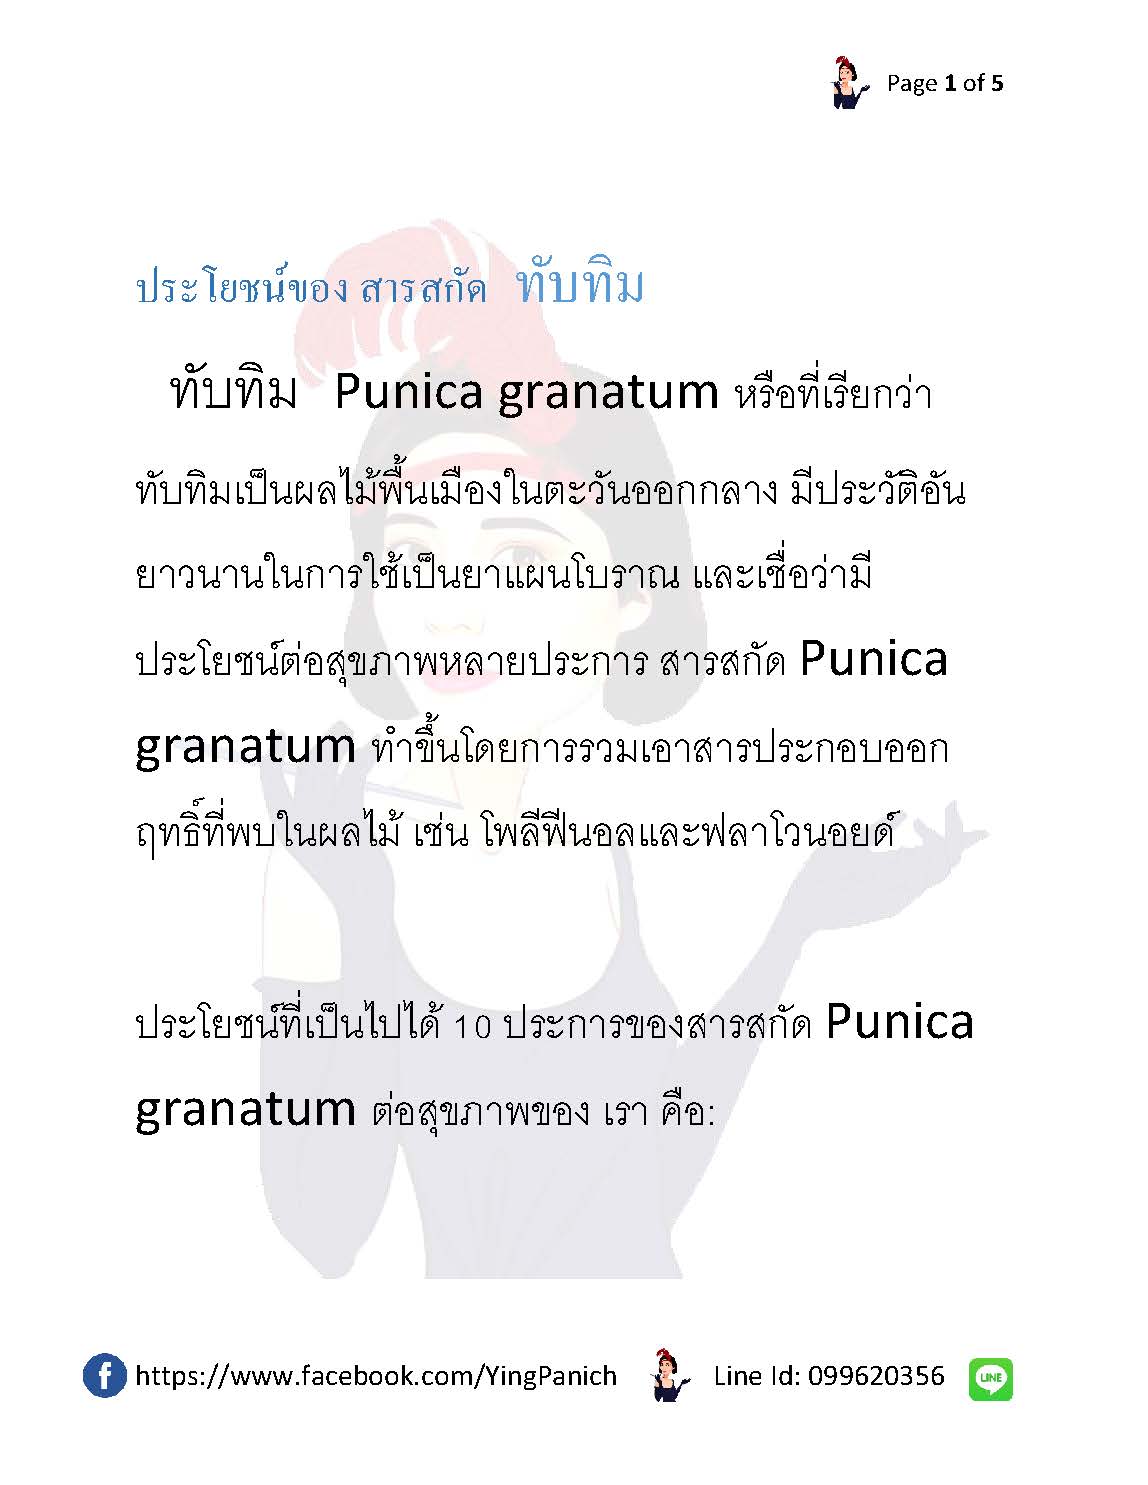 Page 1 of 5
ประโยชน์ของ สารสกัด ทับทิม
ทับทิม Punica granatum หรือที่เรียกว่า
ทับทิมเป็นผลไม้พื้นเมืองในตะวันออกกลาง มีประวัติอัน
ยาวนานในการใช้เป็นยาแผนโบราณ และเชื่อว่ามี
ประโยชน์ต่อสุขภาพหลายประการ สารสกัด Punica
granatum ทำขึ้นโดยการรวมเอาสารประกอบออก
ฤทธิ์ที่พบในผลไม้ เช่น โพลีฟีนอลและฟลาโวนอยด์
ประโยชน์ที่เป็นไปได้ 10 ประการของสารสกัด Punica
granatum ต่อสุขภาพของ เรา คือ:
f https://www.facebook.com/YingPanich Line Id: 099620356 LINE